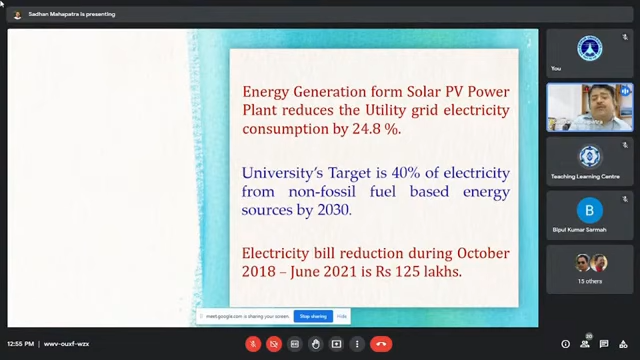 Sadhan Mahapatra is presenting
Energy Generation form Solar PV Power
Plant reduces the Utility grid electricity
consumption by 24.8 %.
University's Target is 40% of electricity
from non-fossil fuel based energy
sources by 2030.
Electricity bill reduction during October
2018 – June 2021 is Rs 125 lakhs.
meet.google.com is sharing your screen.
Stop sharing
Hide
You
Teaching Learning Centre
B
Bipul Kumar Sarmah
15 others
12:55 PM
wwv-ouxf-wzx
20